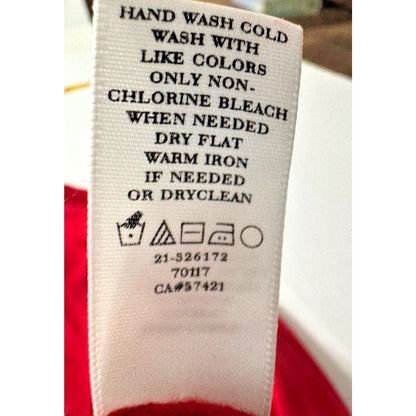 HAND WASH COLD
WASH WITH
LIKE COLORS
ONLY NON-
CHLORINE BLEACH
WHEN NEEDED
DRY FLAT
WARM IRON
IF NEEDED
OR DRYCLEAN
21-326172
70117
CA#57421